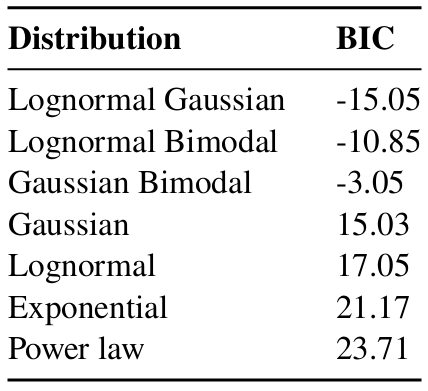 Distribution BIC
Lognormal Gaussian -15.05
Lognormal Bimodal -10.85
Gaussian Bimodal -3.05
Gaussian 15.03
Lognormal 17.05
Exponential 21.17
Power law 23.71